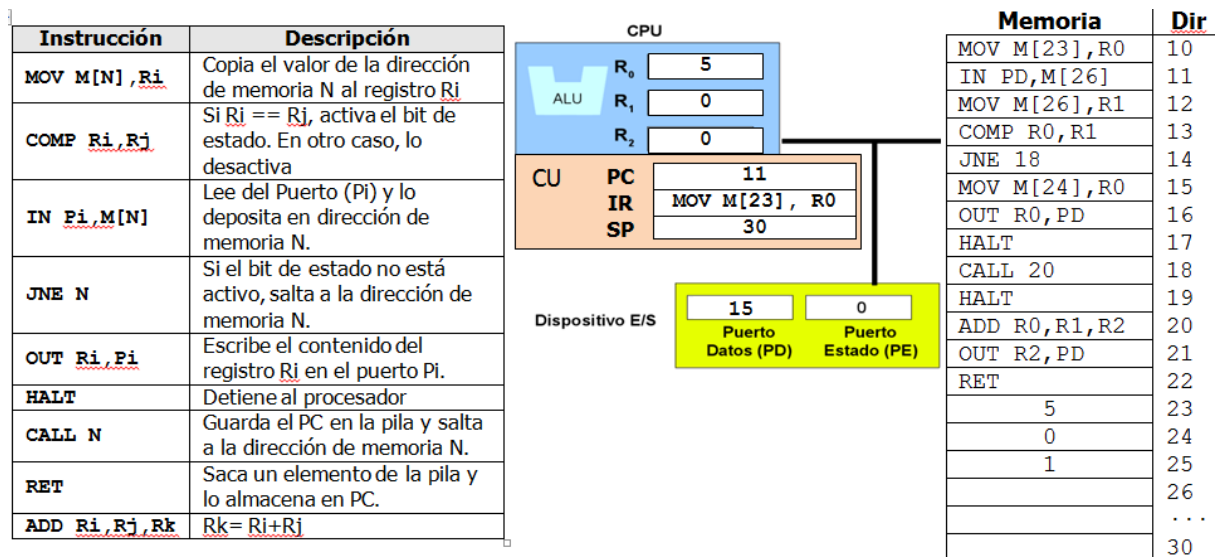 Instrucción Descripción
MOV M[N],Ri Copia el valor de la dirección
de memoria N al registro Ri
COMP Ri,Rj Si Ri == Rj, activa el bit de
estado. En otro caso, lo
desactiva
IN Pi,M[N] Lee del Puerto (Pi) y lo
deposita en dirección de
memoria N.
JNE N Si el bit de estado no está
activo, salta a la dirección de
memoria N.
OUT Ri,Pi Escribe el contenido del
registro Ri en el puerto Pi.
HALT Detiene al procesador
CALL N Guarda el PC en la pila y salta
a la dirección de memoria N.
RET Saca un elemento de la pila y
lo almacena en PC.
ADD Ri,Rj,Rk Rk= Ri+Rj
CPU
ALU
R0 5
R1 0
R2 0
CU
PC 11
IR MOV M[23], R0
SP 30
Dispositivo E/S
15 0
Puerto Datos (PD)
Puerto Estado (PE)
Memoria Dir
MOV M[23],R0 10
IN PD,M[26] 11
MOV M[26],R1 12
COMP R0,R1 13
JNE 18 14
MOV M[24],R0 15
OUT R0,PD 16
HALT 17
CALL 20 18
HALT 19
ADD R0,R1,R2 20
OUT R2,PD 21
RET 22
5 23
0 24
1 25
26
...
30